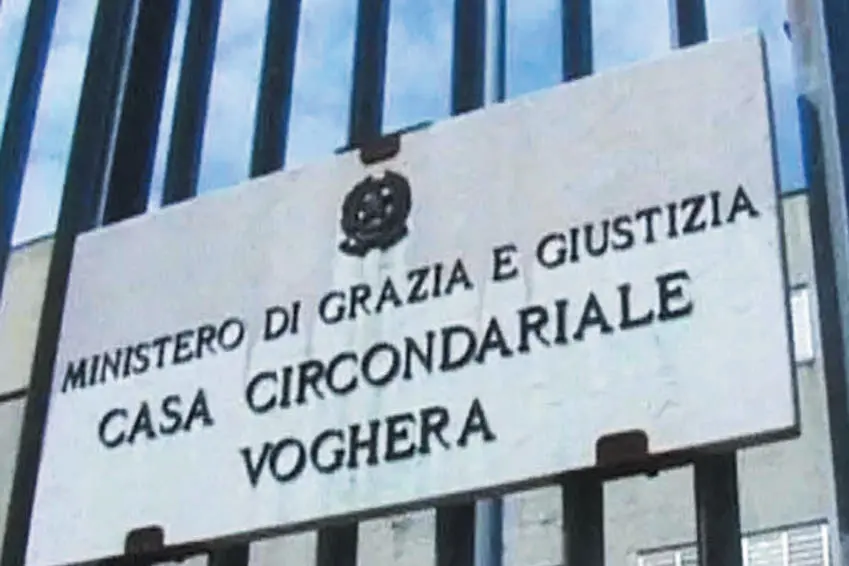 MINISTERO DI GRAZIA E GIUSTIZIA
CASA CIRCONDARIALE
VOGHERA